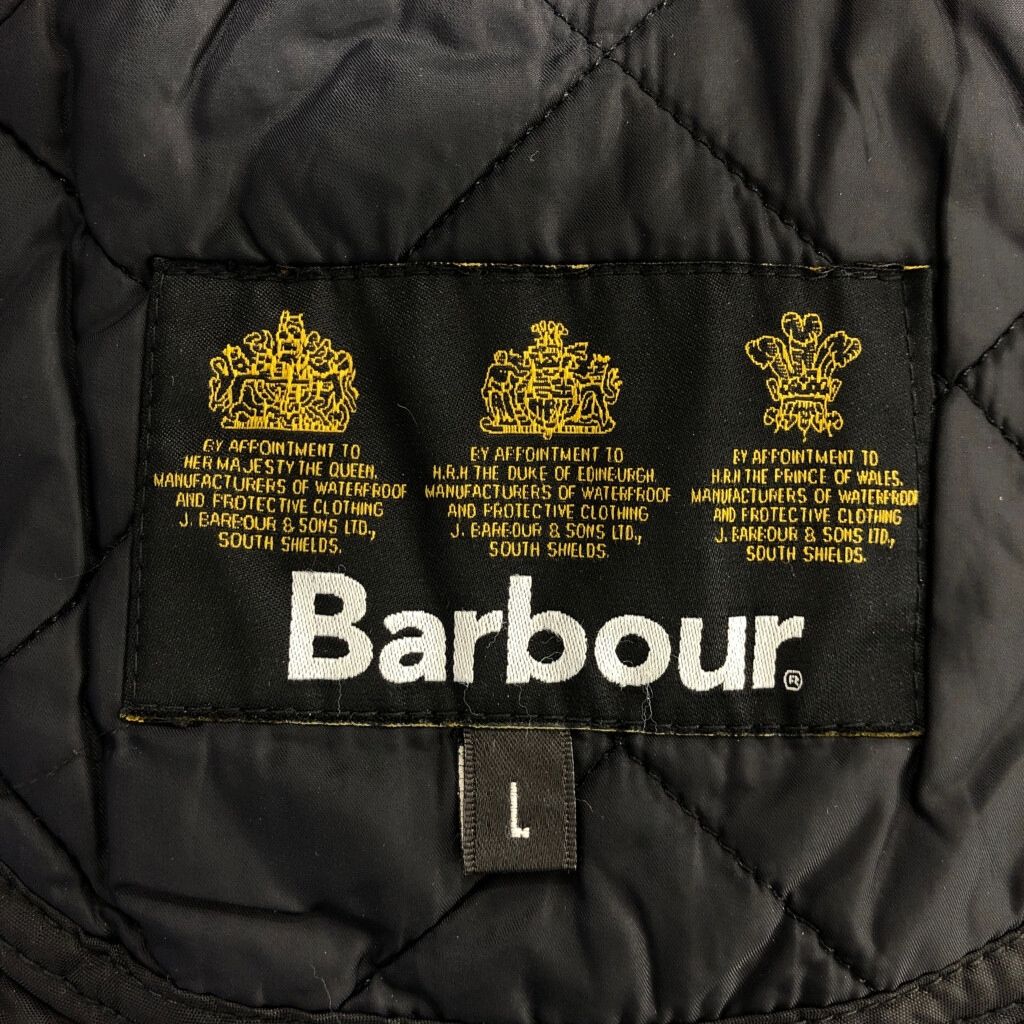 BY APPOINTMENT TO
HER MAJESTY THE QUEEN,
MANUFACTURERS OF WATERPROOF
AND PROTECTIVE CLOTHING
J. BARBOUR & SONS LTD.,
SOUTH SHIELDS.
BY APPOINTMENT TO
H.R.H THE DUKE OF EDINBURGH
MANUFACTURERS OF WATERPROOF
AND PROTECTIVE CLOTHING
J. BARBOUR & SONS LTD.,
SOUTH SHIELDS.
BY APPOINTMENT TO
H.R.H THE PRINCE OF WALES.
MANUFACTURERS OF WATERPROOF
AND PROTECTIVE CLOTHING
J. BARBOUR & SONS LTD.,
SOUTH SHIELDS.
Barbour®
L